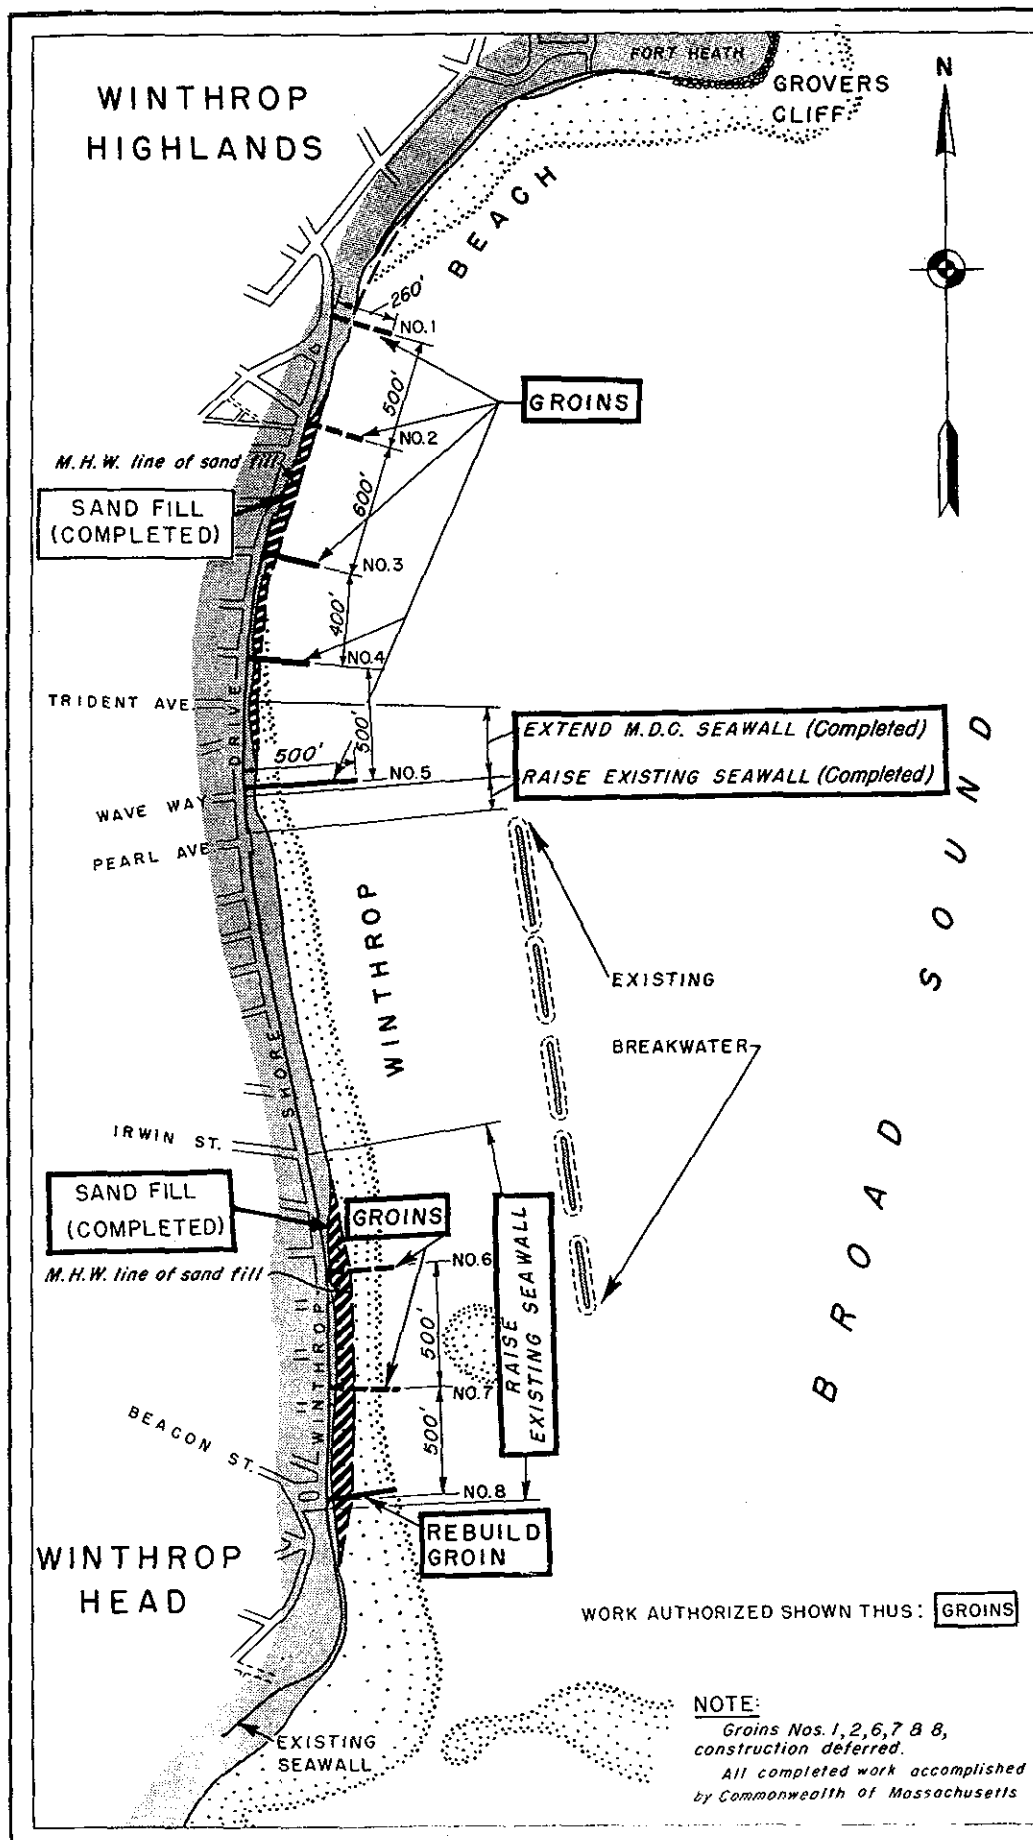 FORT HEATH
GROVERS
CLIFF
N
WINTHROP
HIGHLANDS
BEACH
260'
NO.1
500'
GROINS
NO.2
M.H.W. line of sand fill
600'
SAND FILL
(COMPLETED)
NO.3
400'
NO.4
TRIDENT AVE.
500'
EXTEND M.D.C. SEAWALL (Completed)
500'
NO.5
RAISE EXISTING SEAWALL (Completed)
WAVE WAY
PEARL AVE
WINTHROP
BROAD SOUND
EXISTING
BREAKWATER
IRWIN ST.
SAND FILL
(COMPLETED)
GROINS
NO.6
M.H.W. line of sand fill
500'
RAISE
EXISTING SEAWALL
WINTHROP SHORE DRIVE
NO.7
500'
BEACON ST.
NO.8
REBUILD
GROIN
WINTHROP
HEAD
WORK AUTHORIZED SHOWN THUS: GROINS
EXISTING
SEAWALL
NOTE:
Groins Nos. 1,2,6,7 & 8,
construction deferred.
All completed work accomplished
by Commonwealth of Massachusetts